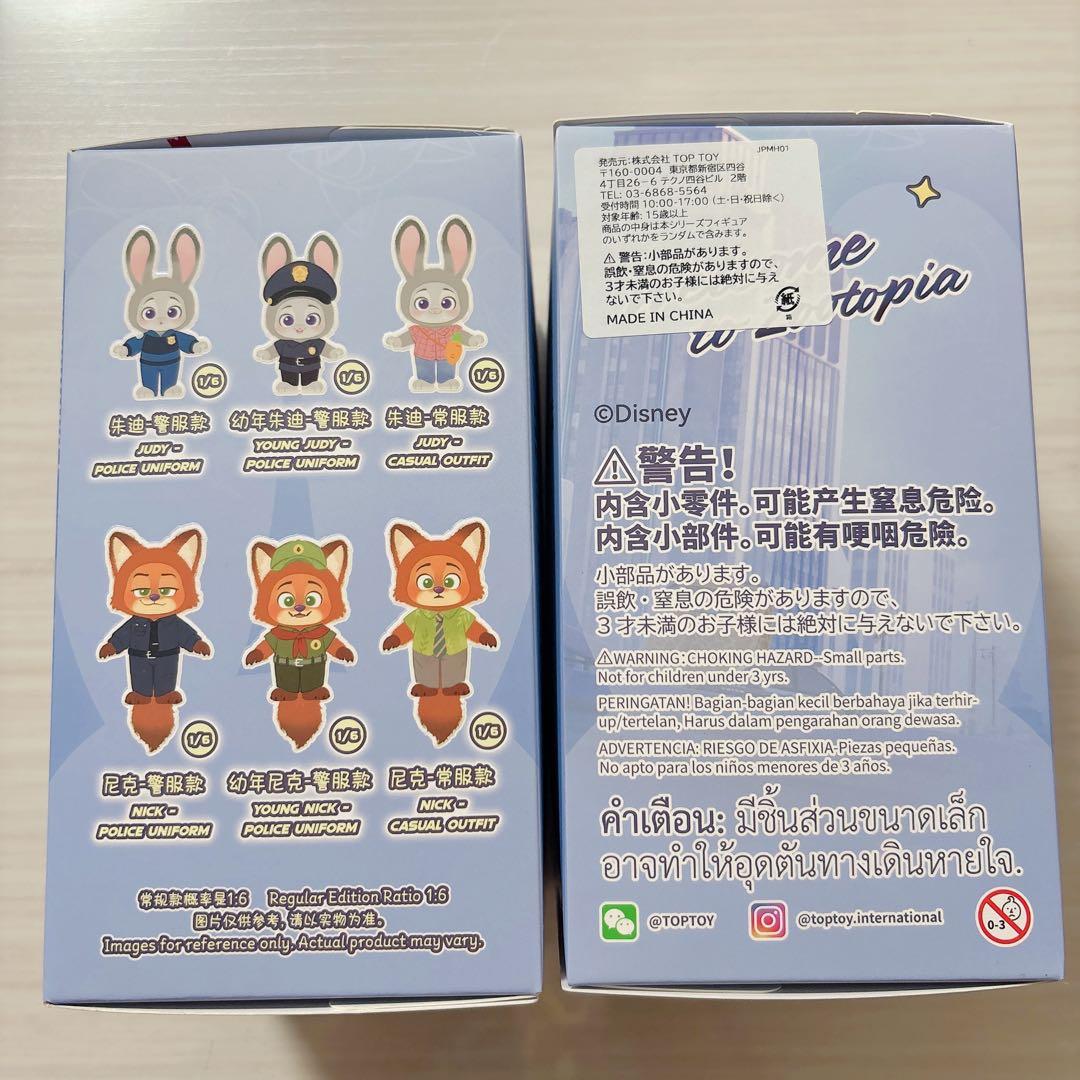 1/6
1/6
1/6
朱迪-警服款
JUDY -
POLICE UNIFORM
幼年朱迪-警服款
YOUNG JUDY -
POLICE UNIFORM
朱迪-常服款
JUDY -
CASUAL OUTFIT
1/6
1/6
1/6
尼克-警服款
NICK -
POLICE UNIFORM
幼年尼克-警服款
YOUNG NICK -
POLICE UNIFORM
尼克-常服款
NICK -
CASUAL OUTFIT
常规款概率是1:6 Regular Edition Ratio 1:6
图片仅供参考, 请以实物为准。
Images for reference only. Actual product may vary.
JPMH01
発売元:株式会社 TOP TOY
〒160-0004 東京都新宿区四谷
4丁目26-6 テクノ四谷ビル 2階
TEL: 03-6868-5564
受付時間 10:00-17:00 (土・日・祝日除く)
対象年齢: 15歳以上
商品の中身は本シリーズフィギュア
のいずれかをランダムで含みます。
⚠ 警告:小部品があります。
誤飲・窒息の危険がありますので、
3才未満のお子様には絶対に与え
ないで下さい。
MADE IN CHINA
紙
箱
to Zootopia
©Disney
⚠警告!
内含小零件。可能产生窒息危险。
内含小部件。可能有哽咽危險。
小部品があります。
誤飲・窒息の危険がありますので、
3才未満のお子様には絶対に与えないで下さい。
⚠WARNING: CHOKING HAZARD--Small parts.
Not for children under 3 yrs.
PERINGATAN! Bagian-bagian kecil berbahaya jika terhir-
up/tertelan, Harus dalam pengarahan orang dewasa.
ADVERTENCIA: RIESGO DE ASFIXIA-Piezas pequeñas.
No apto para los niños menores de 3 años.
คำเตือน: มีชิ้นส่วนขนาดเล็ก
อาจทำให้อุดตันทางเดินหายใจ.
@TOPTOY
@toptoy.international
0-3